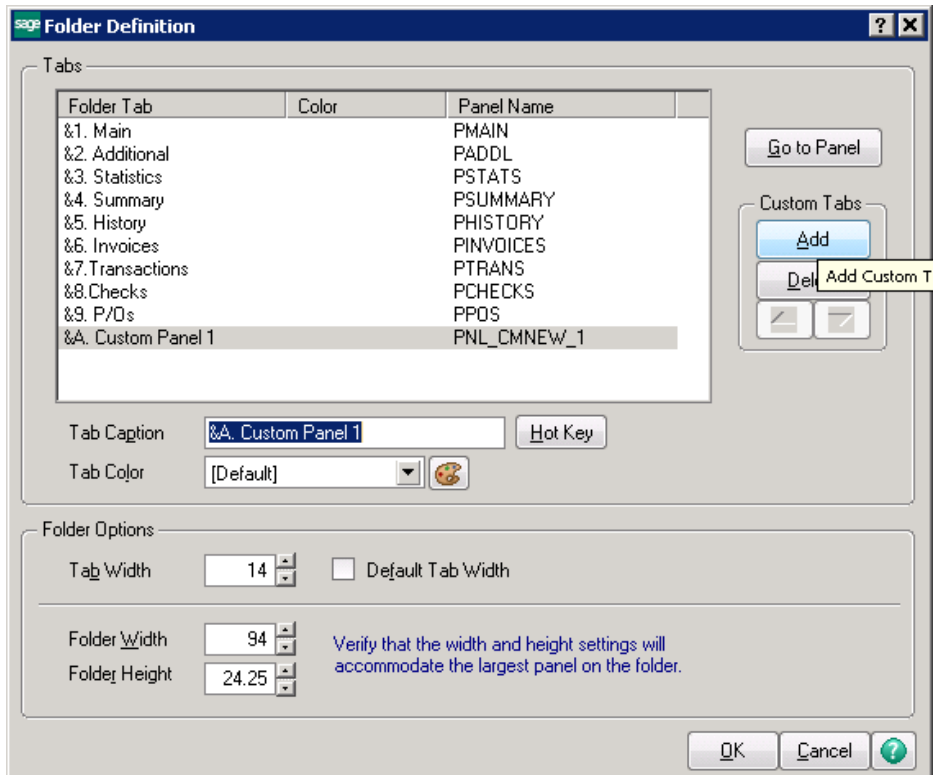 sage Folder Definition
Tabs
Folder Tab Color Panel Name
&1. Main PMAIN
&2. Additional PADDL
&3. Statistics PSTATS
&4. Summary PSUMMARY
&5. History PHISTORY
&6. Invoices PINVOICES
&7.Transactions PTRANS
&8.Checks PCHECKS
&9. P/Os PPOS
&A. Custom Panel 1 PNL_CMNEW_1
Go to Panel
Custom Tabs
Add
Add Custom T
Tab Caption &A. Custom Panel 1 Hot Key
Tab Color [Default]
Folder Options
Tab Width 14 Default Tab Width
Folder Width 94
Folder Height 24.25
Verify that the width and height settings will
accommodate the largest panel on the folder.
OK Cancel ?